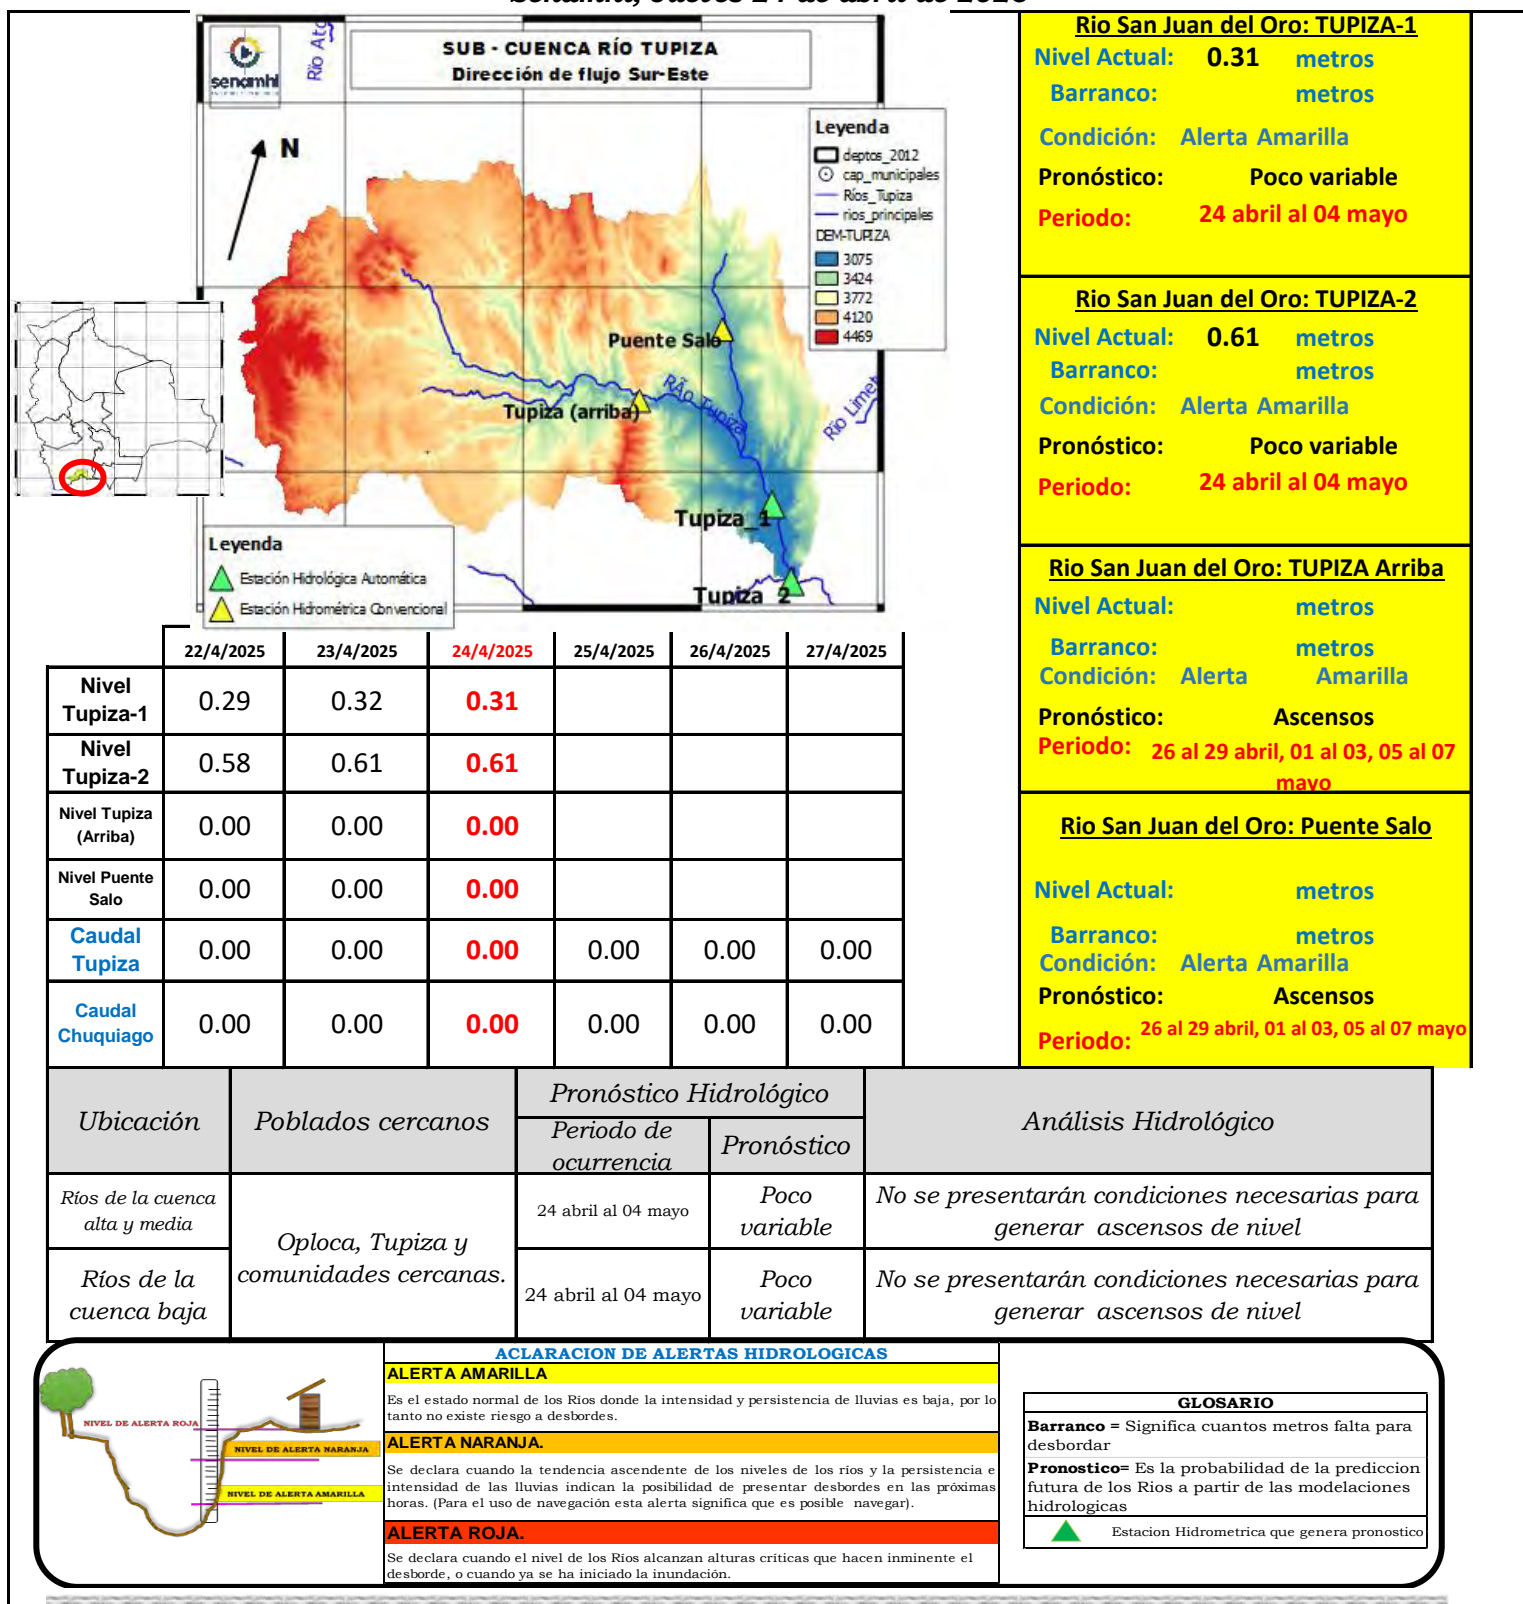 SUB - CUENCA RÍO TUPIZA
Dirección de flujo Sur-Este
senamhi
N
Leyenda
deptos_2012
cap_municipales
Ríos_Tupiza
rios_principales
DEM-TUPIZA
3075
3424
3772
4120
4469
Puente Salo
Tupiza (arriba)
RÃo Tupiza
Tupiza_1
Tupiza_2
Leyenda
Estación Hidrológica Automática
Estación Hidrométrica Convencional
Rio San Juan del Oro: TUPIZA-1
Nivel Actual: 0.31 metros
Barranco: metros
Condición: Alerta Amarilla
Pronóstico: Poco variable
Periodo: 24 abril al 04 mayo
Rio San Juan del Oro: TUPIZA-2
Nivel Actual: 0.61 metros
Barranco: metros
Condición: Alerta Amarilla
Pronóstico: Poco variable
Periodo: 24 abril al 04 mayo
Rio San Juan del Oro: TUPIZA Arriba
Nivel Actual: metros
Barranco: metros
Condición: Alerta Amarilla
Pronóstico: Ascensos
Periodo: 26 al 29 abril, 01 al 03, 05 al 07
mayo
Rio San Juan del Oro: Puente Salo
Nivel Actual: metros
Barranco: metros
Condición: Alerta Amarilla
Pronóstico: Ascensos
Periodo: 26 al 29 abril, 01 al 03, 05 al 07 mayo
22/4/2025 23/4/2025 24/4/2025 25/4/2025 26/4/2025 27/4/2025
Nivel
Tupiza-1 0.29 0.32 0.31
Nivel
Tupiza-2 0.58 0.61 0.61
Nivel Tupiza
(Arriba) 0.00 0.00 0.00
Nivel Puente
Salo 0.00 0.00 0.00
Caudal
Tupiza 0.00 0.00 0.00 0.00 0.00 0.00
Caudal
Chuquiago 0.00 0.00 0.00 0.00 0.00 0.00
Ubicación
Poblados cercanos
Pronóstico Hidrológico
Periodo de
ocurrencia
Pronóstico
Análisis Hidrológico
Ríos de la cuenca
alta y media
Oploca, Tupiza y
comunidades cercanas.
24 abril al 04 mayo
Poco
variable
No se presentarán condiciones necesarias para
generar ascensos de nivel
Ríos de la
cuenca baja
24 abril al 04 mayo
Poco
variable
No se presentarán condiciones necesarias para
generar ascensos de nivel
NIVEL DE ALERTA ROJA
NIVEL DE ALERTA NARANJA
NIVEL DE ALERTA AMARILLA
ACLARACION DE ALERTAS HIDROLOGICAS
ALERTA AMARILLA
Es el estado normal de los Rios donde la intensidad y persistencia de lluvias es baja, por lo
tanto no existe riesgo a desbordes.
ALERTA NARANJA.
Se declara cuando la tendencia ascendente de los niveles de los ríos y la persistencia e
intensidad de las lluvias indican la posibilidad de presentar desbordes en las próximas
horas. (Para el uso de navegación esta alerta significa que es posible navegar).
ALERTA ROJA.
Se declara cuando el nivel de los Ríos alcanzan alturas críticas que hacen inminente el
desborde, o cuando ya se ha iniciado la inundación.
GLOSARIO
Barranco = Significa cuantos metros falta para
desbordar
Pronostico= Es la probabilidad de la prediccion
futura de los Rios a partir de las modelaciones
hidrologicas
Estacion Hidrometrica que genera pronostico